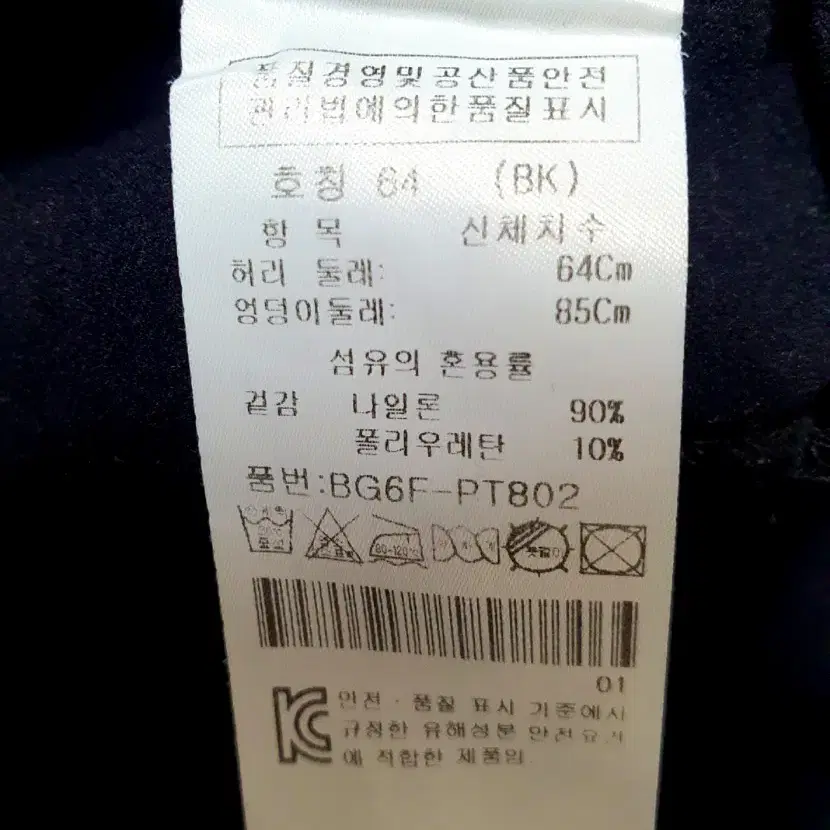 품질경영및공산품안전
관리법에의한품질표시
호칭 64 (BK)
항 목 신체치수
허리 둘레: 64Cm
엉덩이둘레: 85Cm
섬유의 혼용률
겉감 나일론 90%
폴리우레탄 10%
품번:BG6F-PT802
80-120℃
01
안전·품질 표시 기준에서
규정한 유해성분 안전요건
에 적합한 제품임.